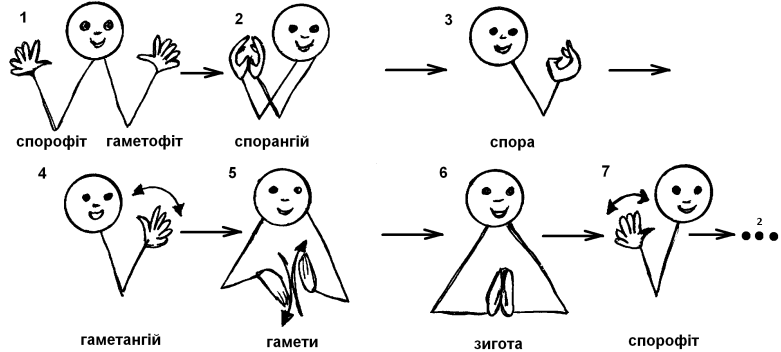 1 2 3
спорофіт гаметофіт спорангій спора
4 5 6 7
2
гаметангій гамети зигота спорофіт